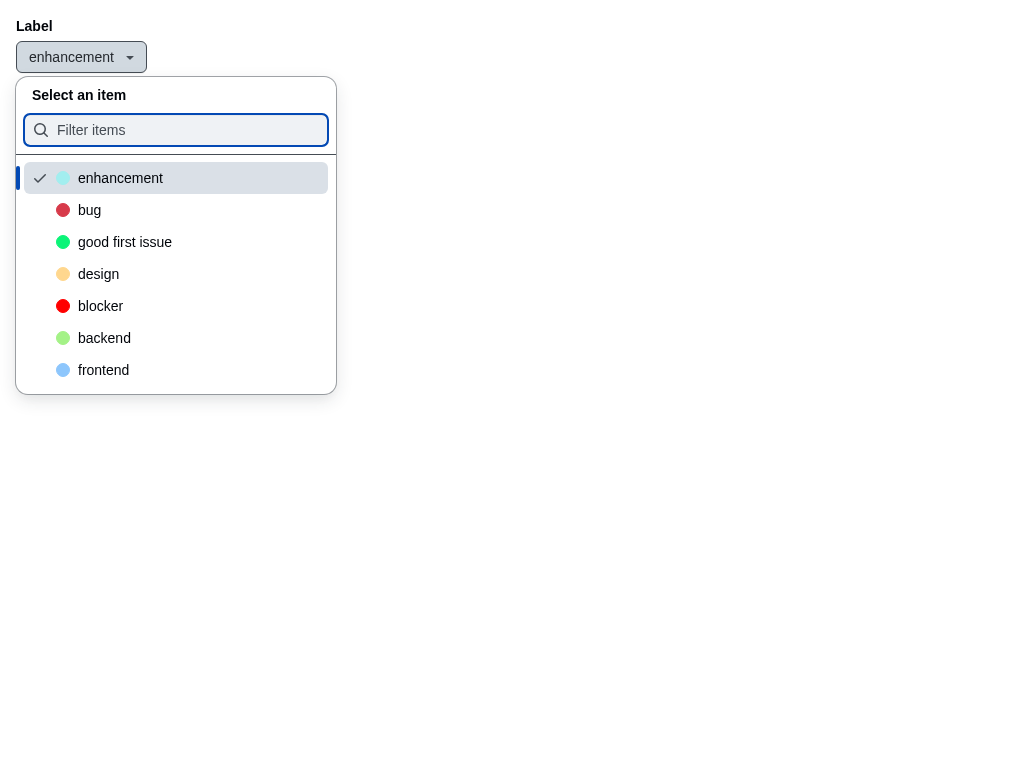 Label
enhancement
Select an item
Filter items
enhancement
bug
good first issue
design
blocker
backend
frontend